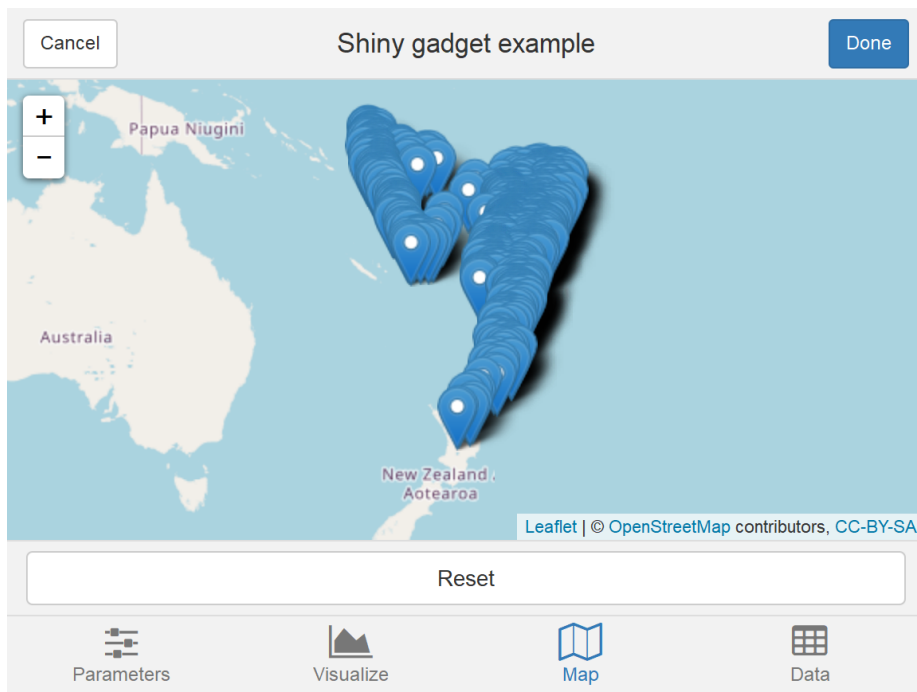 Cancel
Shiny gadget example
Done
+
−
Papua Niugini
Australia
New Zealand /
Aotearoa
Leaflet | © OpenStreetMap contributors, CC-BY-SA
Reset
Parameters
Visualize
Map
Data